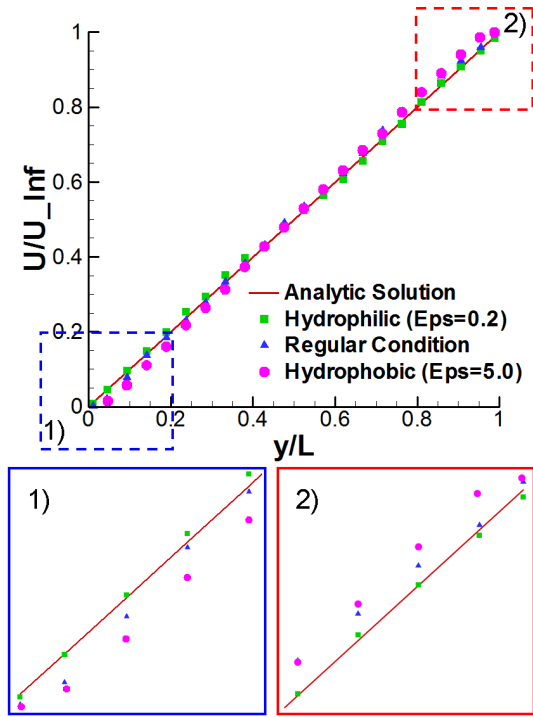 2)
1
0.8
0.6
0.4
0.2
0
U/U_Inf
Analytic Solution
Hydrophilic (Eps=0.2)
Regular Condition
Hydrophobic (Eps=5.0)
1)
0 0.2 0.4 0.6 0.8 1
y/L
1)
2)